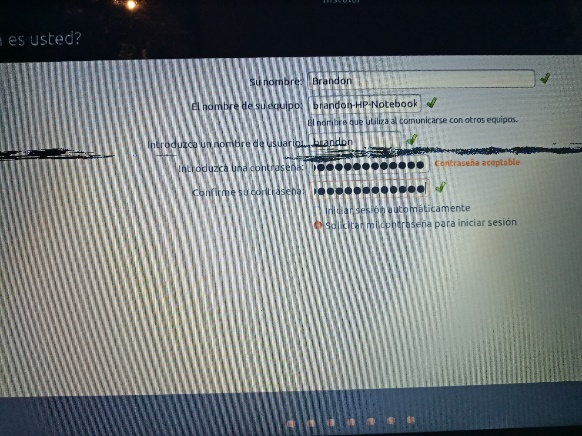 es usted?
Su nombre: Brandon
El nombre de su equipo: brandon-HP-Notebook
El nombre que utiliza al comunicarse con otros equipos.
Introduzca un nombre de usuario: brandon
Introduzca una contraseña: Contraseña aceptable
Confirme su contraseña:
Iniciar sesión automáticamente
Solicitar mi contraseña para iniciar sesión